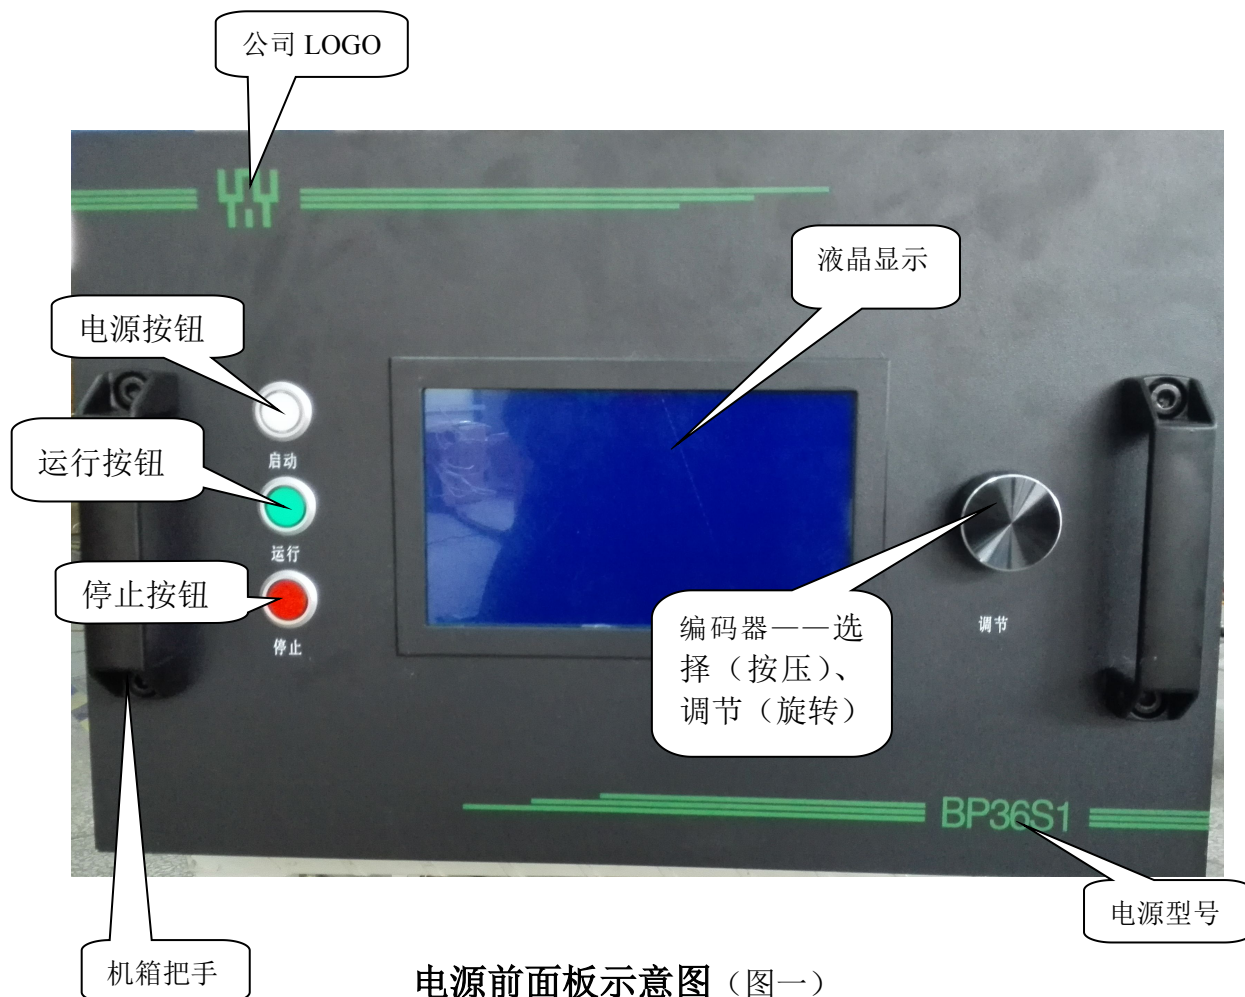 公司 LOGO
液晶显示
电源按钮
启动
运行按钮
运行
停止按钮
停止
编码器——选
择（按压）、
调节（旋转）
调节
BP36S1
电源型号
机箱把手
电源前面板示意图（图一）